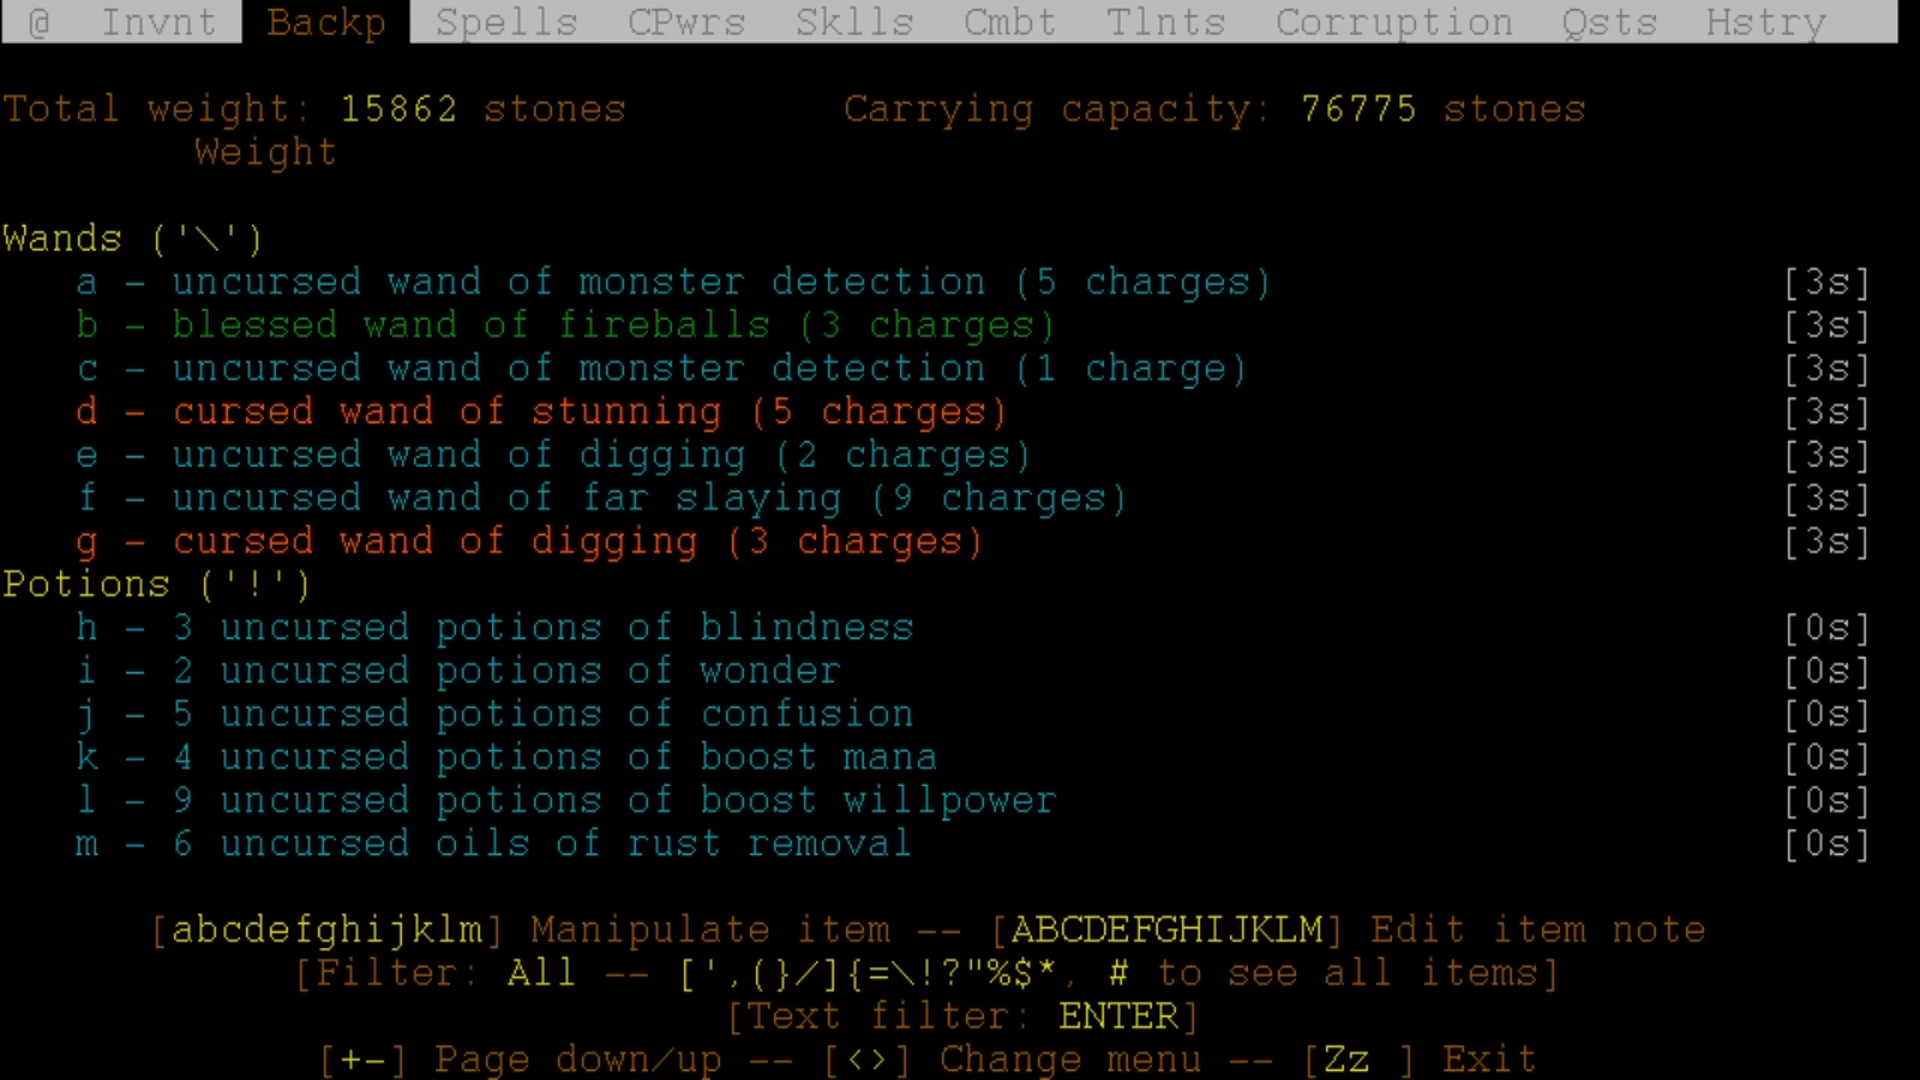 @ Invnt Backp Spells CPwrs Sklls Cmbt Tlnts Corruption Qsts Hstry
Total weight: 15862 stones Carrying capacity: 76775 stones
Weight
Wands ('\')
a - uncursed wand of monster detection (5 charges) [3s]
b - blessed wand of fireballs (3 charges) [3s]
c - uncursed wand of monster detection (1 charge) [3s]
d - cursed wand of stunning (5 charges) [3s]
e - uncursed wand of digging (2 charges) [3s]
f - uncursed wand of far slaying (9 charges) [3s]
g - cursed wand of digging (3 charges) [3s]
Potions ('!')
h - 3 uncursed potions of blindness [0s]
i - 2 uncursed potions of wonder [0s]
j - 5 uncursed potions of confusion [0s]
k - 4 uncursed potions of boost mana [0s]
l - 9 uncursed potions of boost willpower [0s]
m - 6 uncursed oils of rust removal [0s]
[abcdefghijklm] Manipulate item -- [ABCDEFGHIJKLM] Edit item note
[Filter: All -- [',(}/]{=\!?"%$*, # to see all items]
[Text filter: ENTER]
[+-] Page down/up -- [<>] Change menu -- [Zz ] Exit